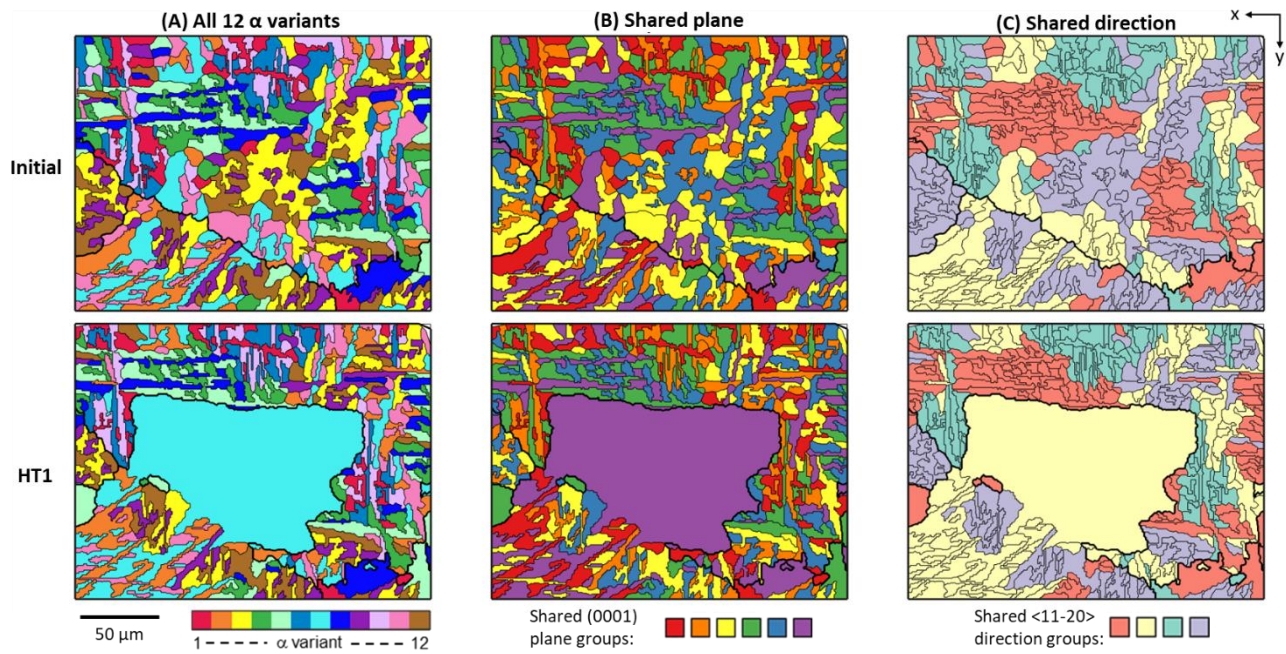 (A) All 12 α variants
(B) Shared plane
(C) Shared direction
x
y
Initial
HT1
50 µm
1 α variant 12
Shared (0001)
plane groups:
Shared <11-20>
direction groups: